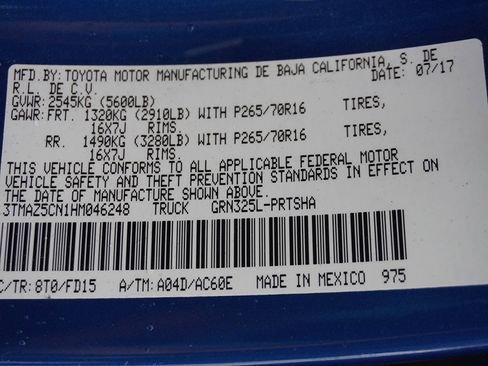 MFD.BY: TOYOTA MOTOR MANUFACTURING DE BAJA CALIFORNIA, S. DE
R.L. DE C.V. DATE: 07/17
GVWR: 2545KG (5600LB)
GAWR: FRT. 1320KG (2910LB) WITH P265/70R16 TIRES,
16X7J RIMS.
RR. 1490KG (3280LB) WITH P265/70R16 TIRES,
16X7J RIMS.
THIS VEHICLE CONFORMS TO ALL APPLICABLE FEDERAL MOTOR
VEHICLE SAFETY AND THEFT PREVENTION STANDARDS IN EFFECT ON
THE DATE OF MANUFACTURE SHOWN ABOVE.
3TMAZ5CN1HM046248 TRUCK GRN325L-PRTSHA
C/TR: 8T0/FD15 A/TM: A04D/AC60E MADE IN MEXICO 975